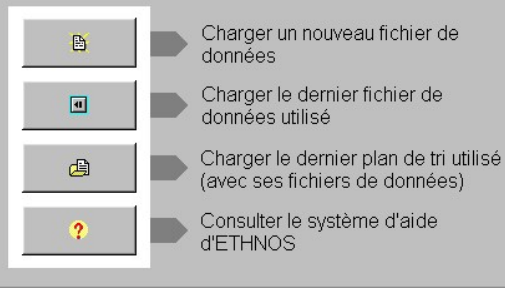 Charger un nouveau fichier de
données
Charger le dernier fichier de
données utilisé
Charger le dernier plan de tri utilisé
(avec ses fichiers de données)
Consulter le système d'aide
d'ETHNOS